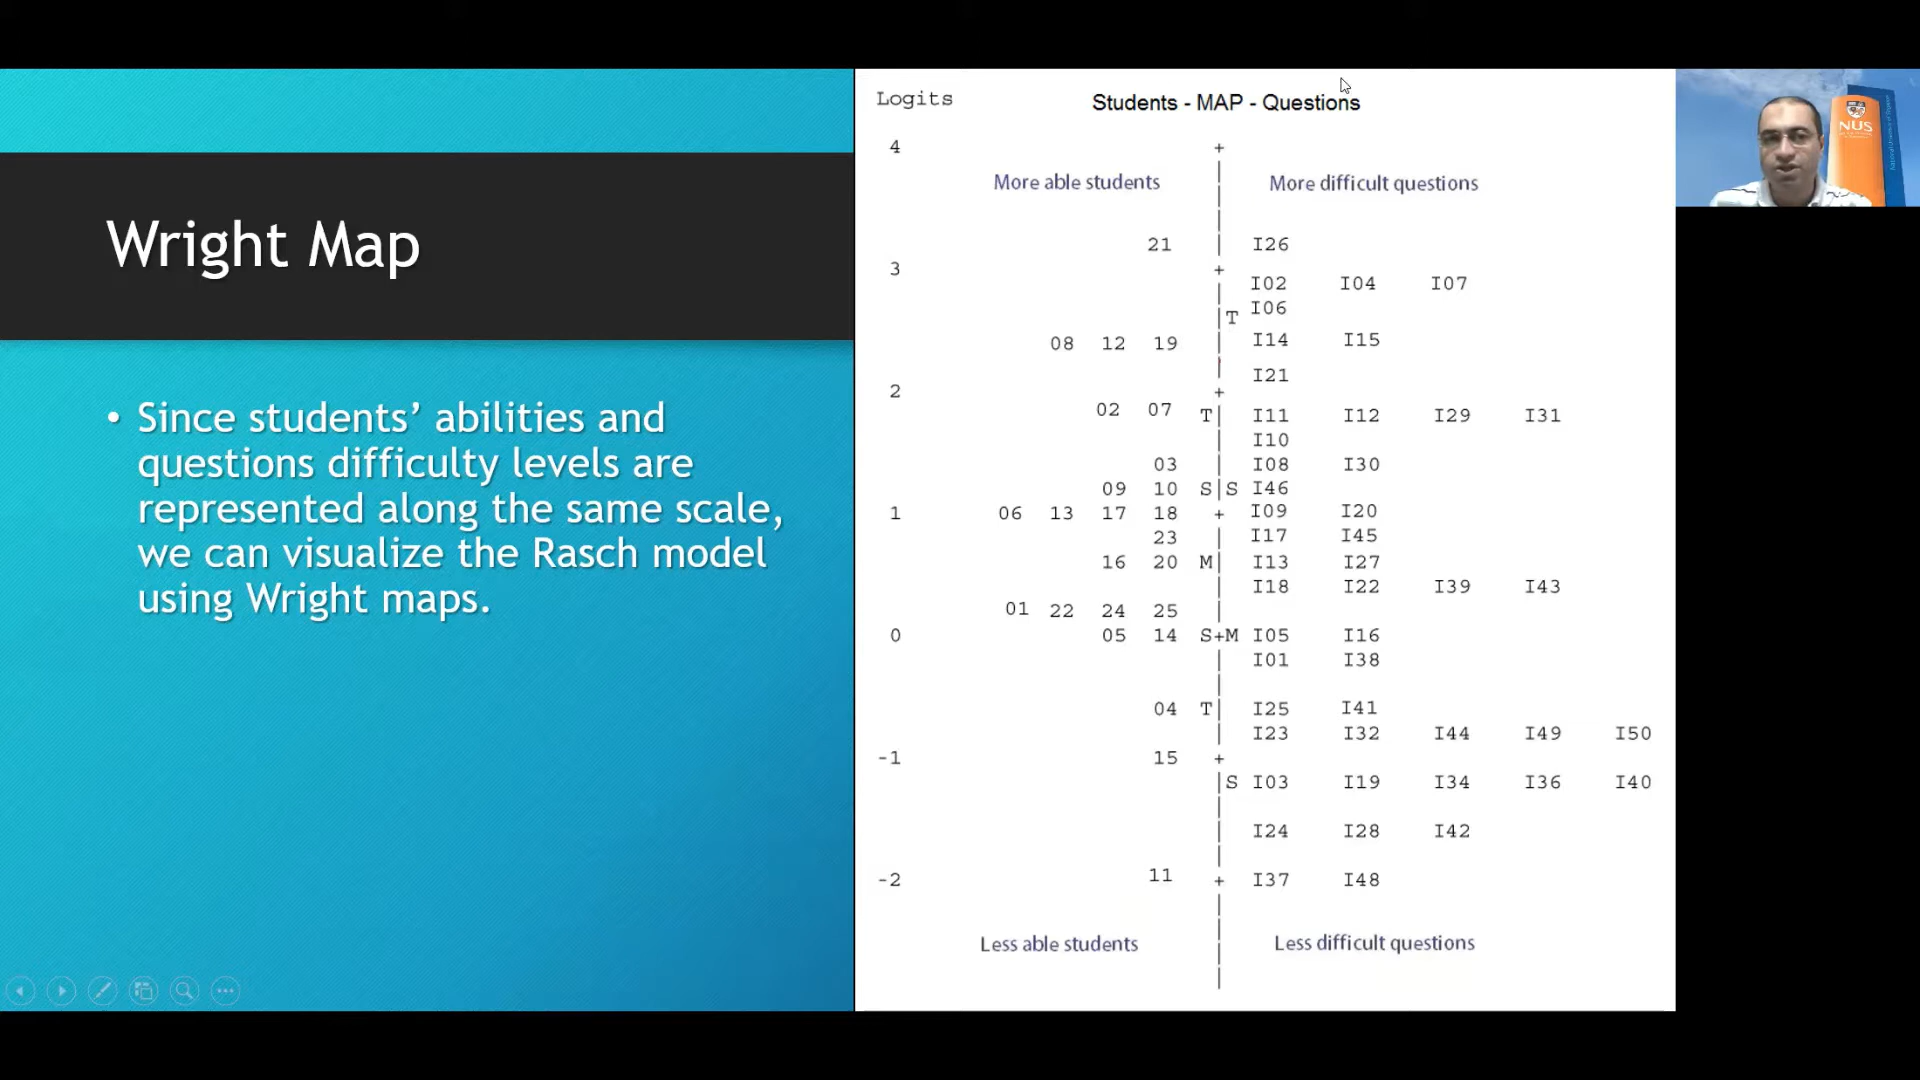 Wright Map
• Since students’ abilities and
questions difficulty levels are
represented along the same scale,
we can visualize the Rasch model
using Wright maps.
Logits Students - MAP - Questions
4 +
More able students | More difficult questions
21 | I26
3 +
| I02 I04 I07
| I06
|T
| I14 I15
08 12 19 |
| I21
2 +
02 07 T| I11 I12 I29 I31
| I10
03 | I08 I30
09 10 S|S I46
1 06 13 17 18 + I09 I20
23 | I17 I45
16 20 M| I13 I27
| I18 I22 I39 I43
01 22 24 25 |
0 05 14 S+M I05 I16
| I01 I38
04 T| I25 I41
| I23 I32 I44 I49 I50
-1 15 +
|S I03 I19 I34 I36 I40
| I24 I28 I42
-2 11 + I37 I48
Less able students | Less difficult questions
NUS